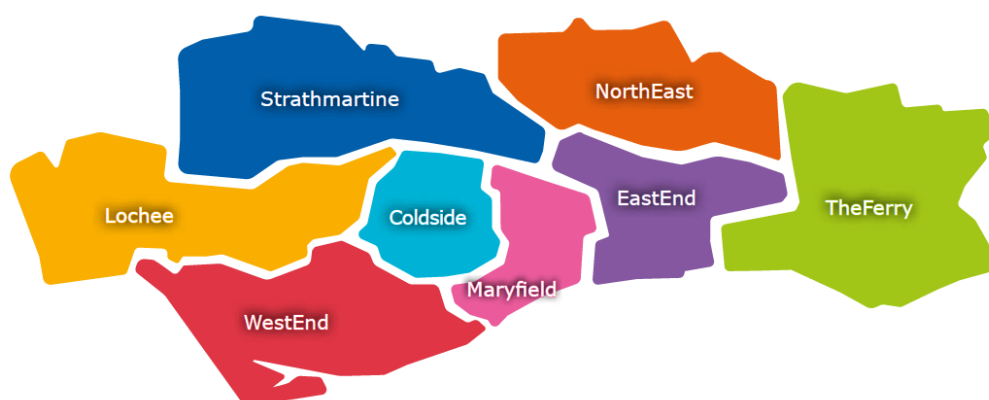 Strathmartine
NorthEast
Lochee
Coldside
EastEnd
TheFerry
Maryfield
WestEnd